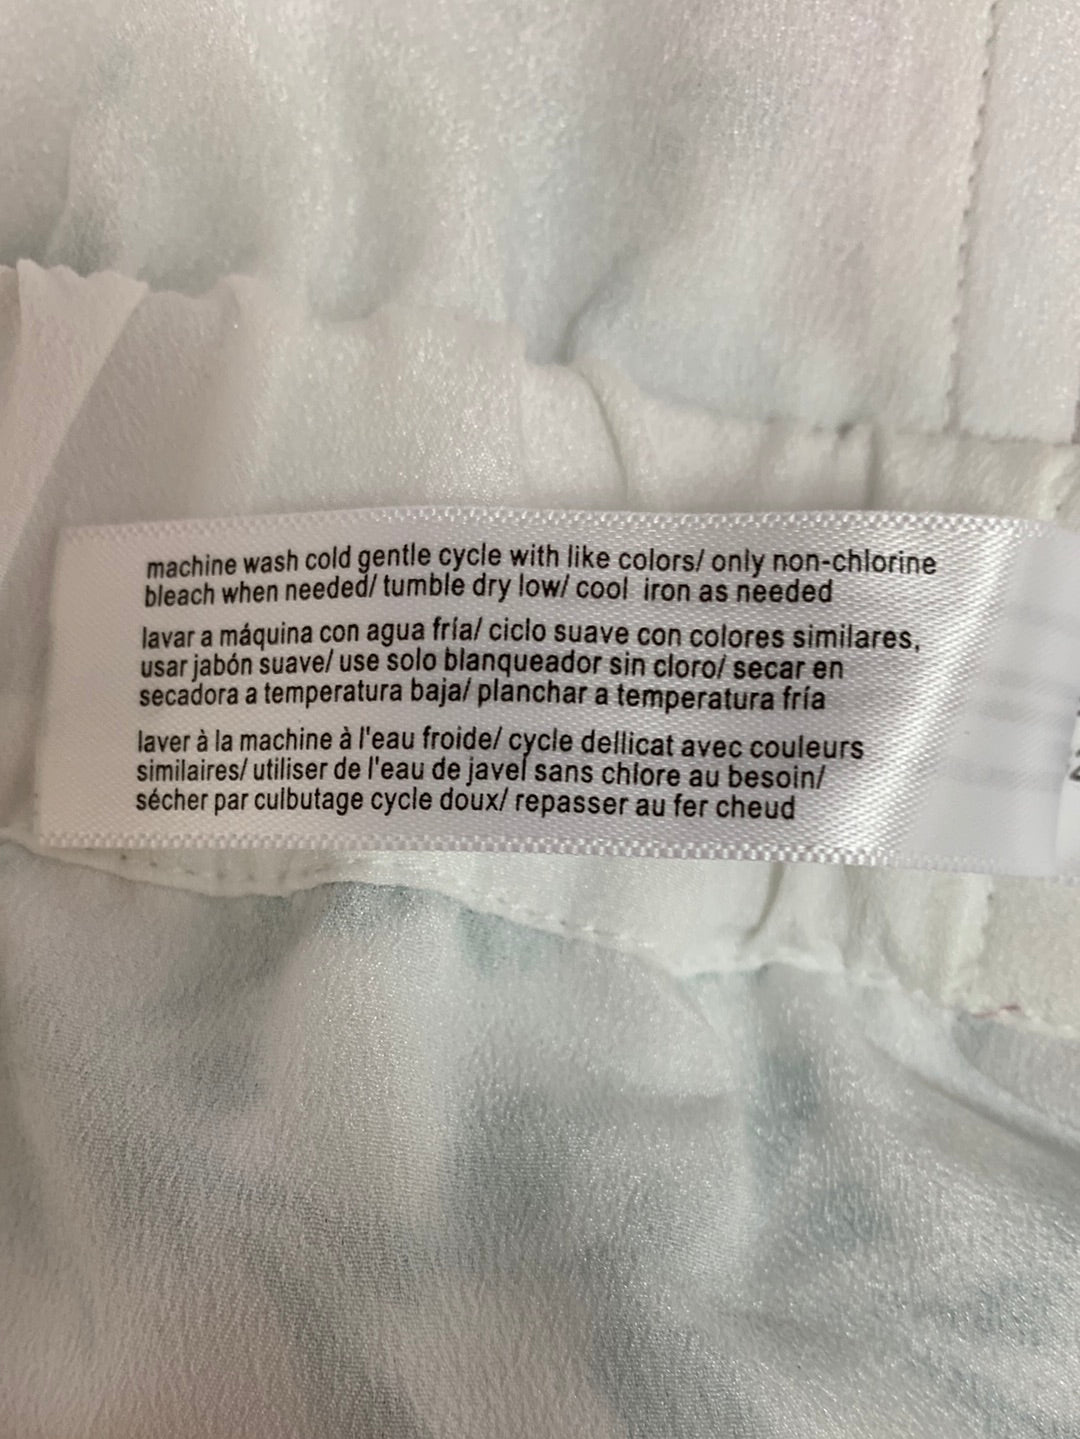 machine wash cold gentle cycle with like colors/ only non-chlorine
bleach when needed/ tumble dry low/ cool iron as needed
lavar a máquina con agua fría/ ciclo suave con colores similares,
usar jabón suave/ use solo blanqueador sin cloro/ secar en
secadora a temperatura baja/ planchar a temperatura fría
laver à la machine à l'eau froide/ cycle dellicat avec couleurs
similaires/ utiliser de l'eau de javel sans chlore au besoin/
sécher par culbutage cycle doux/ repasser au fer cheud